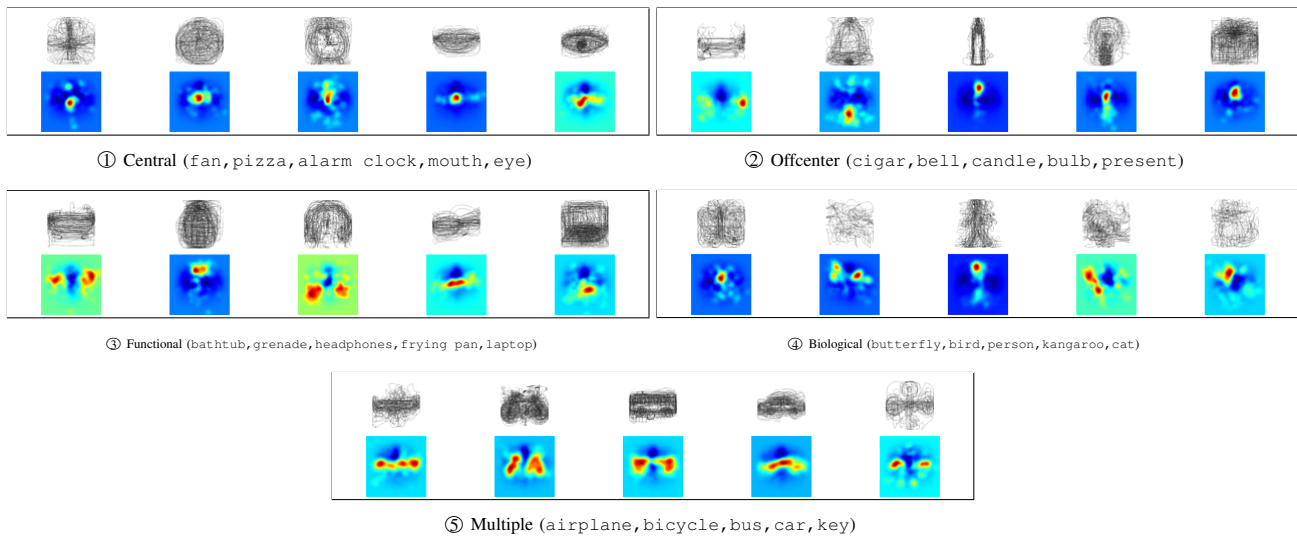 ① Central (fan,pizza,alarm clock,mouth,eye)
② Offcenter (cigar,bell,candle,bulb,present)
③ Functional (bathtub,grenade,headphones,frying pan,laptop)
④ Biological (butterfly,bird,person,kangaroo,cat)
⑤ Multiple (airplane,bicycle,bus,car,key)